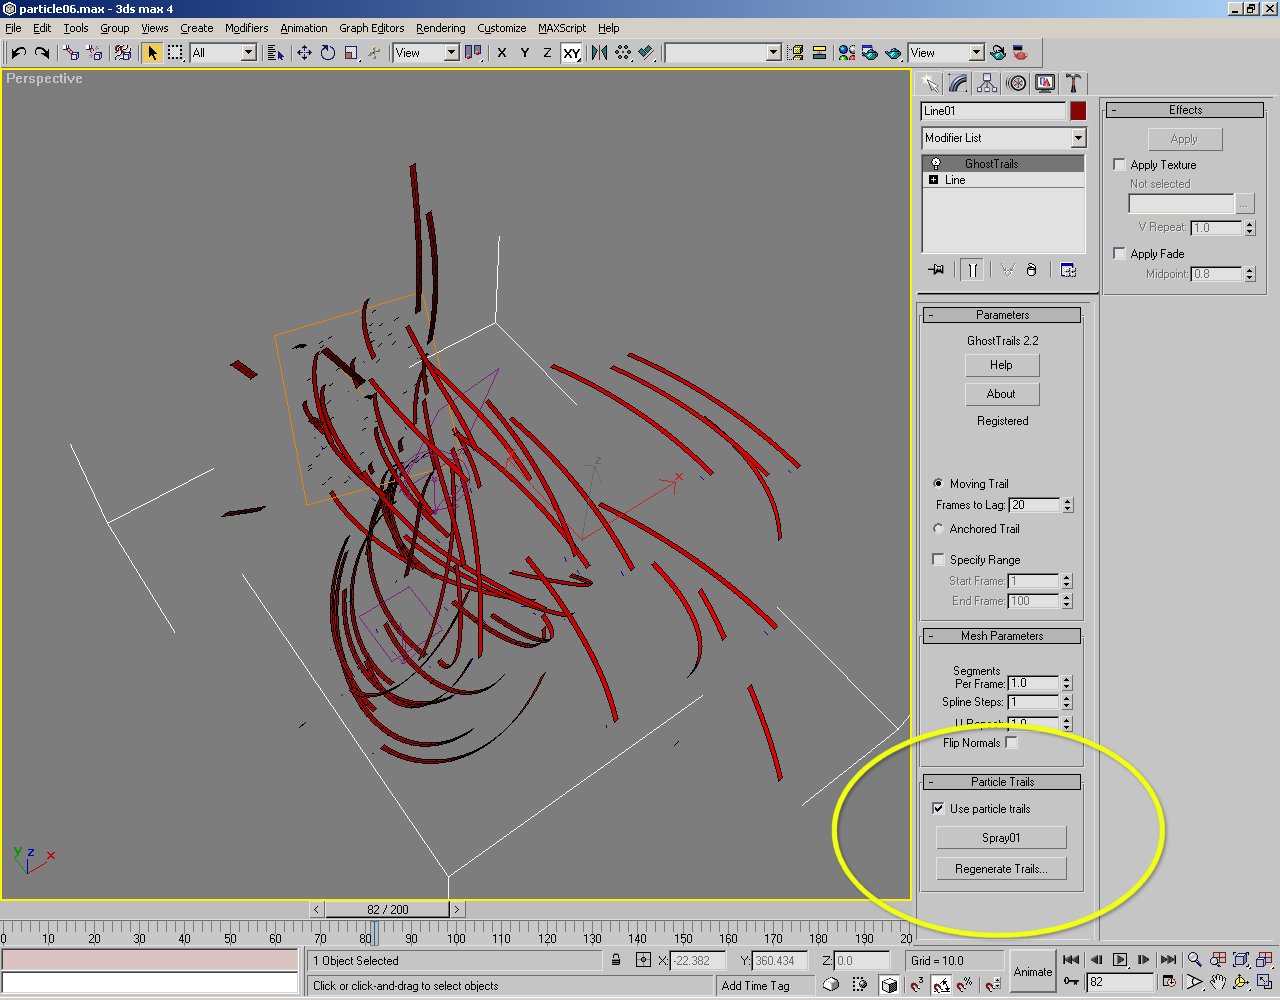 particle06.max - 3ds max 4
File Edit Tools Group Views Create Modifiers Animation Graph Editors Rendering Customize MAXScript Help
All View X Y Z XY View
Perspective
Line01
Modifier List
GhostTrails
Line
Effects
Apply
Apply Texture
Not selected
...
V Repeat: 1.0
Apply Fade
Midpoint: 0.8
Parameters
GhostTrails 2.2
Help
About
Registered
Moving Trail
Frames to Lag: 20
Anchored Trail
Specify Range
Start Frame: 1
End Frame: 100
Mesh Parameters
Segments
Per Frame: 1.0
Spline Steps: 1
U Repeat: 1.0
Flip Normals
Particle Trails
Use particle trails
Spray01
Regenerate Trails...
z
x
y z x
< 82 / 200 >
0 10 20 30 40 50 60 70 80 90 100 110 120 130 140 150 160 170 180 190 20
1 Object Selected X: -22.382 Y: 360.434 Z: 0.0 Grid = 10.0
Animate
82
Click or click-and-drag to select objects Add Time Tag